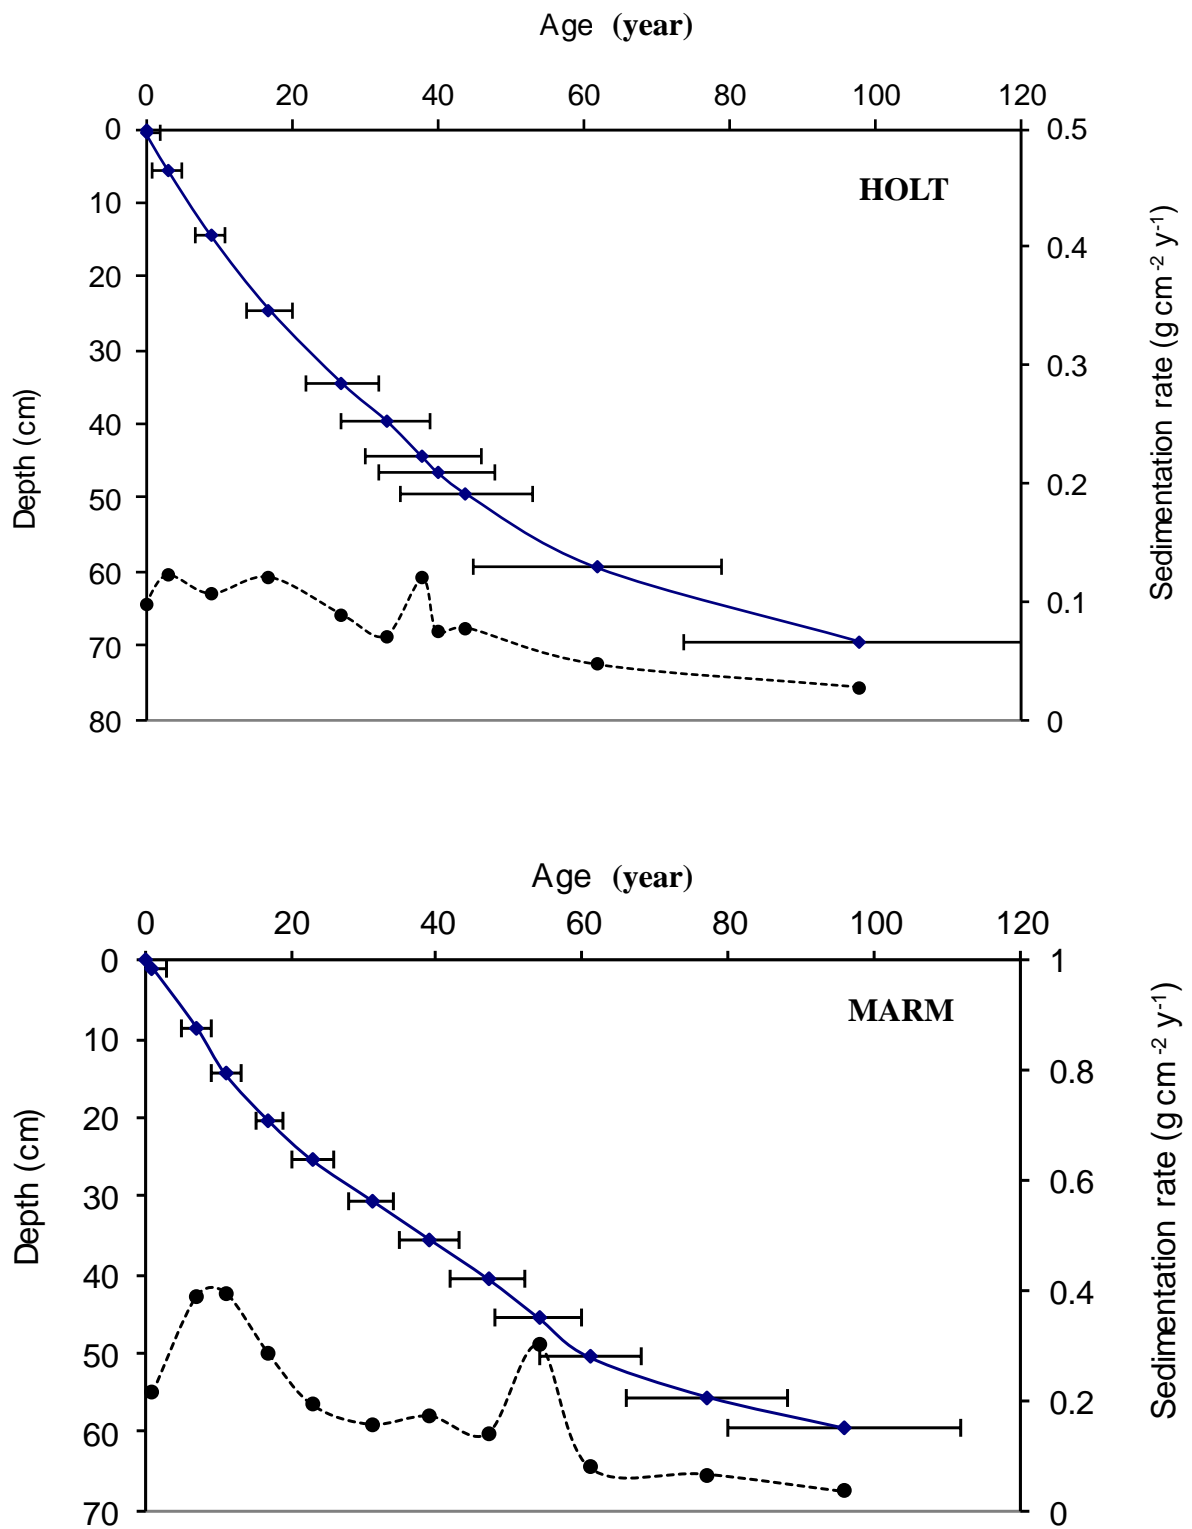 Age (year)
0 20 40 60 80 100 120
0 10 20 30 40 50 60 70 80
Depth (cm)
HOLT
0.5 0.4 0.3 0.2 0.1 0
Sedimentation rate (g cm-2 y-1)
Age (year)
0 20 40 60 80 100 120
0 10 20 30 40 50 60 70
Depth (cm)
MARM
1 0.8 0.6 0.4 0.2 0
Sedimentation rate (g cm-2 y-1)